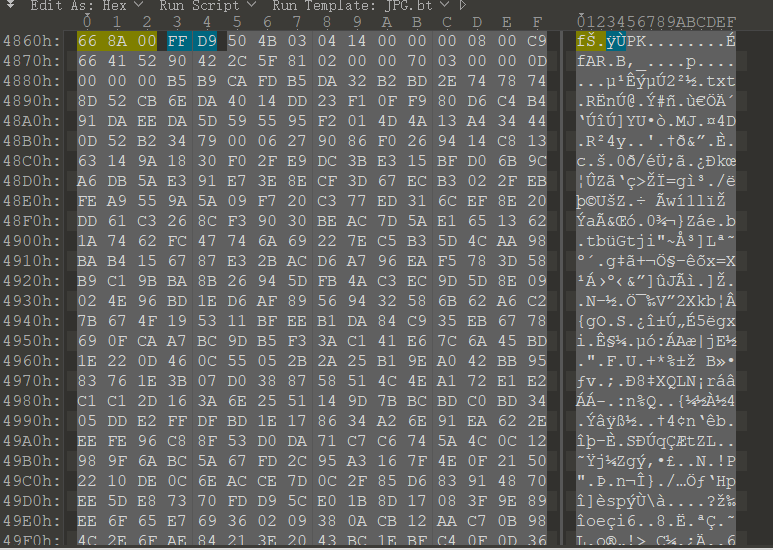 Edit As: Hex Run Script Run Template: JPG.bt
0 1 2 3 4 5 6 7 8 9 A B C D E F 0123456789ABCDEF
4860h: 66 8A 00 FF D9 50 4B 03 04 14 00 00 00 08 00 C9 fŠ.ÿÙPK........É
4870h: 66 41 52 90 42 2C 5F 81 02 00 00 70 03 00 00 0D fAR.B,_....p....
4880h: 00 00 00 B5 B9 CA FD B5 DA 32 B2 BD 2E 74 78 74 ...µ¹ÊýµÚ2²½.txt
4890h: 8D 52 CB 6E DA 40 14 DD 23 F1 0F F9 80 D6 C4 B4 .RËnÚ@.Ý#ñ.ù€ÖÄ´
48A0h: 91 DA EE DA 5D 59 55 95 F2 01 4D 4A 13 A4 34 44 ‘ÚîÚ]YU•ò.MJ.¤4D
48B0h: 0D 52 B2 34 79 00 06 27 90 86 F0 26 94 14 C8 13 .R²4y..'.†ð&”.È.
48C0h: 63 14 9A 18 30 F0 2F E9 DC 3B E3 15 BF D0 6B 9C c.š.0ð/éÜ;ã.¿Ðkœ
48D0h: A6 DB 5A E3 91 E7 3E 8E CF 3D 67 EC B3 02 2F EB ¦ÛZã‘ç>ŽÏ=gì³./ë
48E0h: FE A9 55 9A 5A 09 F7 20 C3 77 ED 31 6C EF 8E 20 þ©UšZ.÷ Ãwí1lïŽ
48F0h: DD 61 C3 26 8C F3 90 30 BE AC 7D 5A E1 65 13 62 ÝaÃ&Œó.0¾¬}Záe.b
4900h: 1A 74 62 FC 47 74 6A 69 22 7E C5 B3 5D 4C AA 98 .tbüGtji"~Å³]Lª˜
4910h: BA B4 15 67 87 E3 2B AC D6 A7 96 EA F5 78 3D 58 º´.g‡ã+¬Ö§–êõx=X
4920h: B9 C1 9B BA 8B 26 94 5D FB 4A C3 EC 9D 5D 8E 09 ¹Á›º‹&”]ûJÃì.]Ž.
4930h: 02 4E 96 BD 1E D6 AF 89 56 94 32 58 6B 62 A6 C2 .N–½.Ö¯‰V”2Xkb¦Â
4940h: 7B 67 4F 19 53 11 BF EE B1 DA 84 C9 35 EB 67 78 {gO.S.¿î±Ú„É5ëgx
4950h: 69 0F CA A7 BC 9D B5 F3 3A C1 41 E6 7C 6A 45 BD i.Ê§¼.µó:ÁAæ|jE½
4960h: 1E 22 0D 46 0C 55 05 2B 2A 25 B1 9E A0 42 BB 95 .".F.U.+*%±ž B»•
4970h: 83 76 1E 3B 07 D0 38 87 58 51 4C 4E A1 72 E1 E2 ƒv.;.Ð8‡XQLN¡ráâ
4980h: C1 C1 2D 16 3A 6E 25 51 14 9D 7B BC BD C0 BD 34 ÁÁ-.:n%Q..{¼½À½4
4990h: 05 DD E2 FF DF BD 1E 17 86 34 A2 6E 91 EA 62 2E .Ýâÿß½..†4¢n‘êb.
49A0h: EE FE 96 C8 8F 53 D0 DA 71 C7 C6 74 5A 4C 0C 12 îþ–È.SÐÚqÇÆtZL..
49B0h: 98 9F 6A BC 5A 67 FD 2C 95 A3 16 7F 4E 0F 21 50 ˜Ÿj¼Zgý,•£..N.!P
49C0h: 22 10 DE 0C 6E AC CE 7D 0C 2F 85 D6 83 91 48 70 ".Þ.n¬Î}./…Öƒ‘Hp
49D0h: EE 5D E8 73 70 FD D9 5C E0 1B 8D 17 08 3F 9E 89 î]èspýÙ\à....?ž‰
49E0h: EE 6F 65 E7 69 36 02 09 38 0A CB 12 AA C7 0B 98 îoeçi6..8.Ë.ªÇ.˜
49F0h: 4C 2E 6F AE 84 21 3E 20 43 BC 1E BF C4 0F 0D 36 L.o®„!> C¼.¿Ä..6